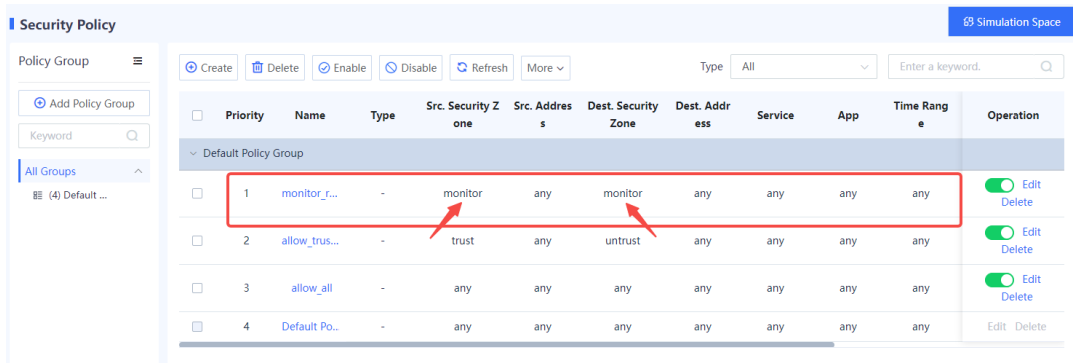 Security Policy
Simulation Space
Policy Group
Create Delete Enable Disable Refresh More Type All Enter a keyword.
Add Policy Group
Keyword
All Groups
(4) Default ...
Priority Name Type Src. Security Z one Src. Addres s Dest. Security Zone Dest. Addr ess Service App Time Rang e Operation
Default Policy Group
1 monitor_r... - monitor any monitor any any any any Edit
Delete
2 allow_trus... - trust any untrust any any any any Edit
Delete
3 allow_all - any any any any any any any Edit
Delete
4 Default Po.. - any any any any any any any Edit Delete